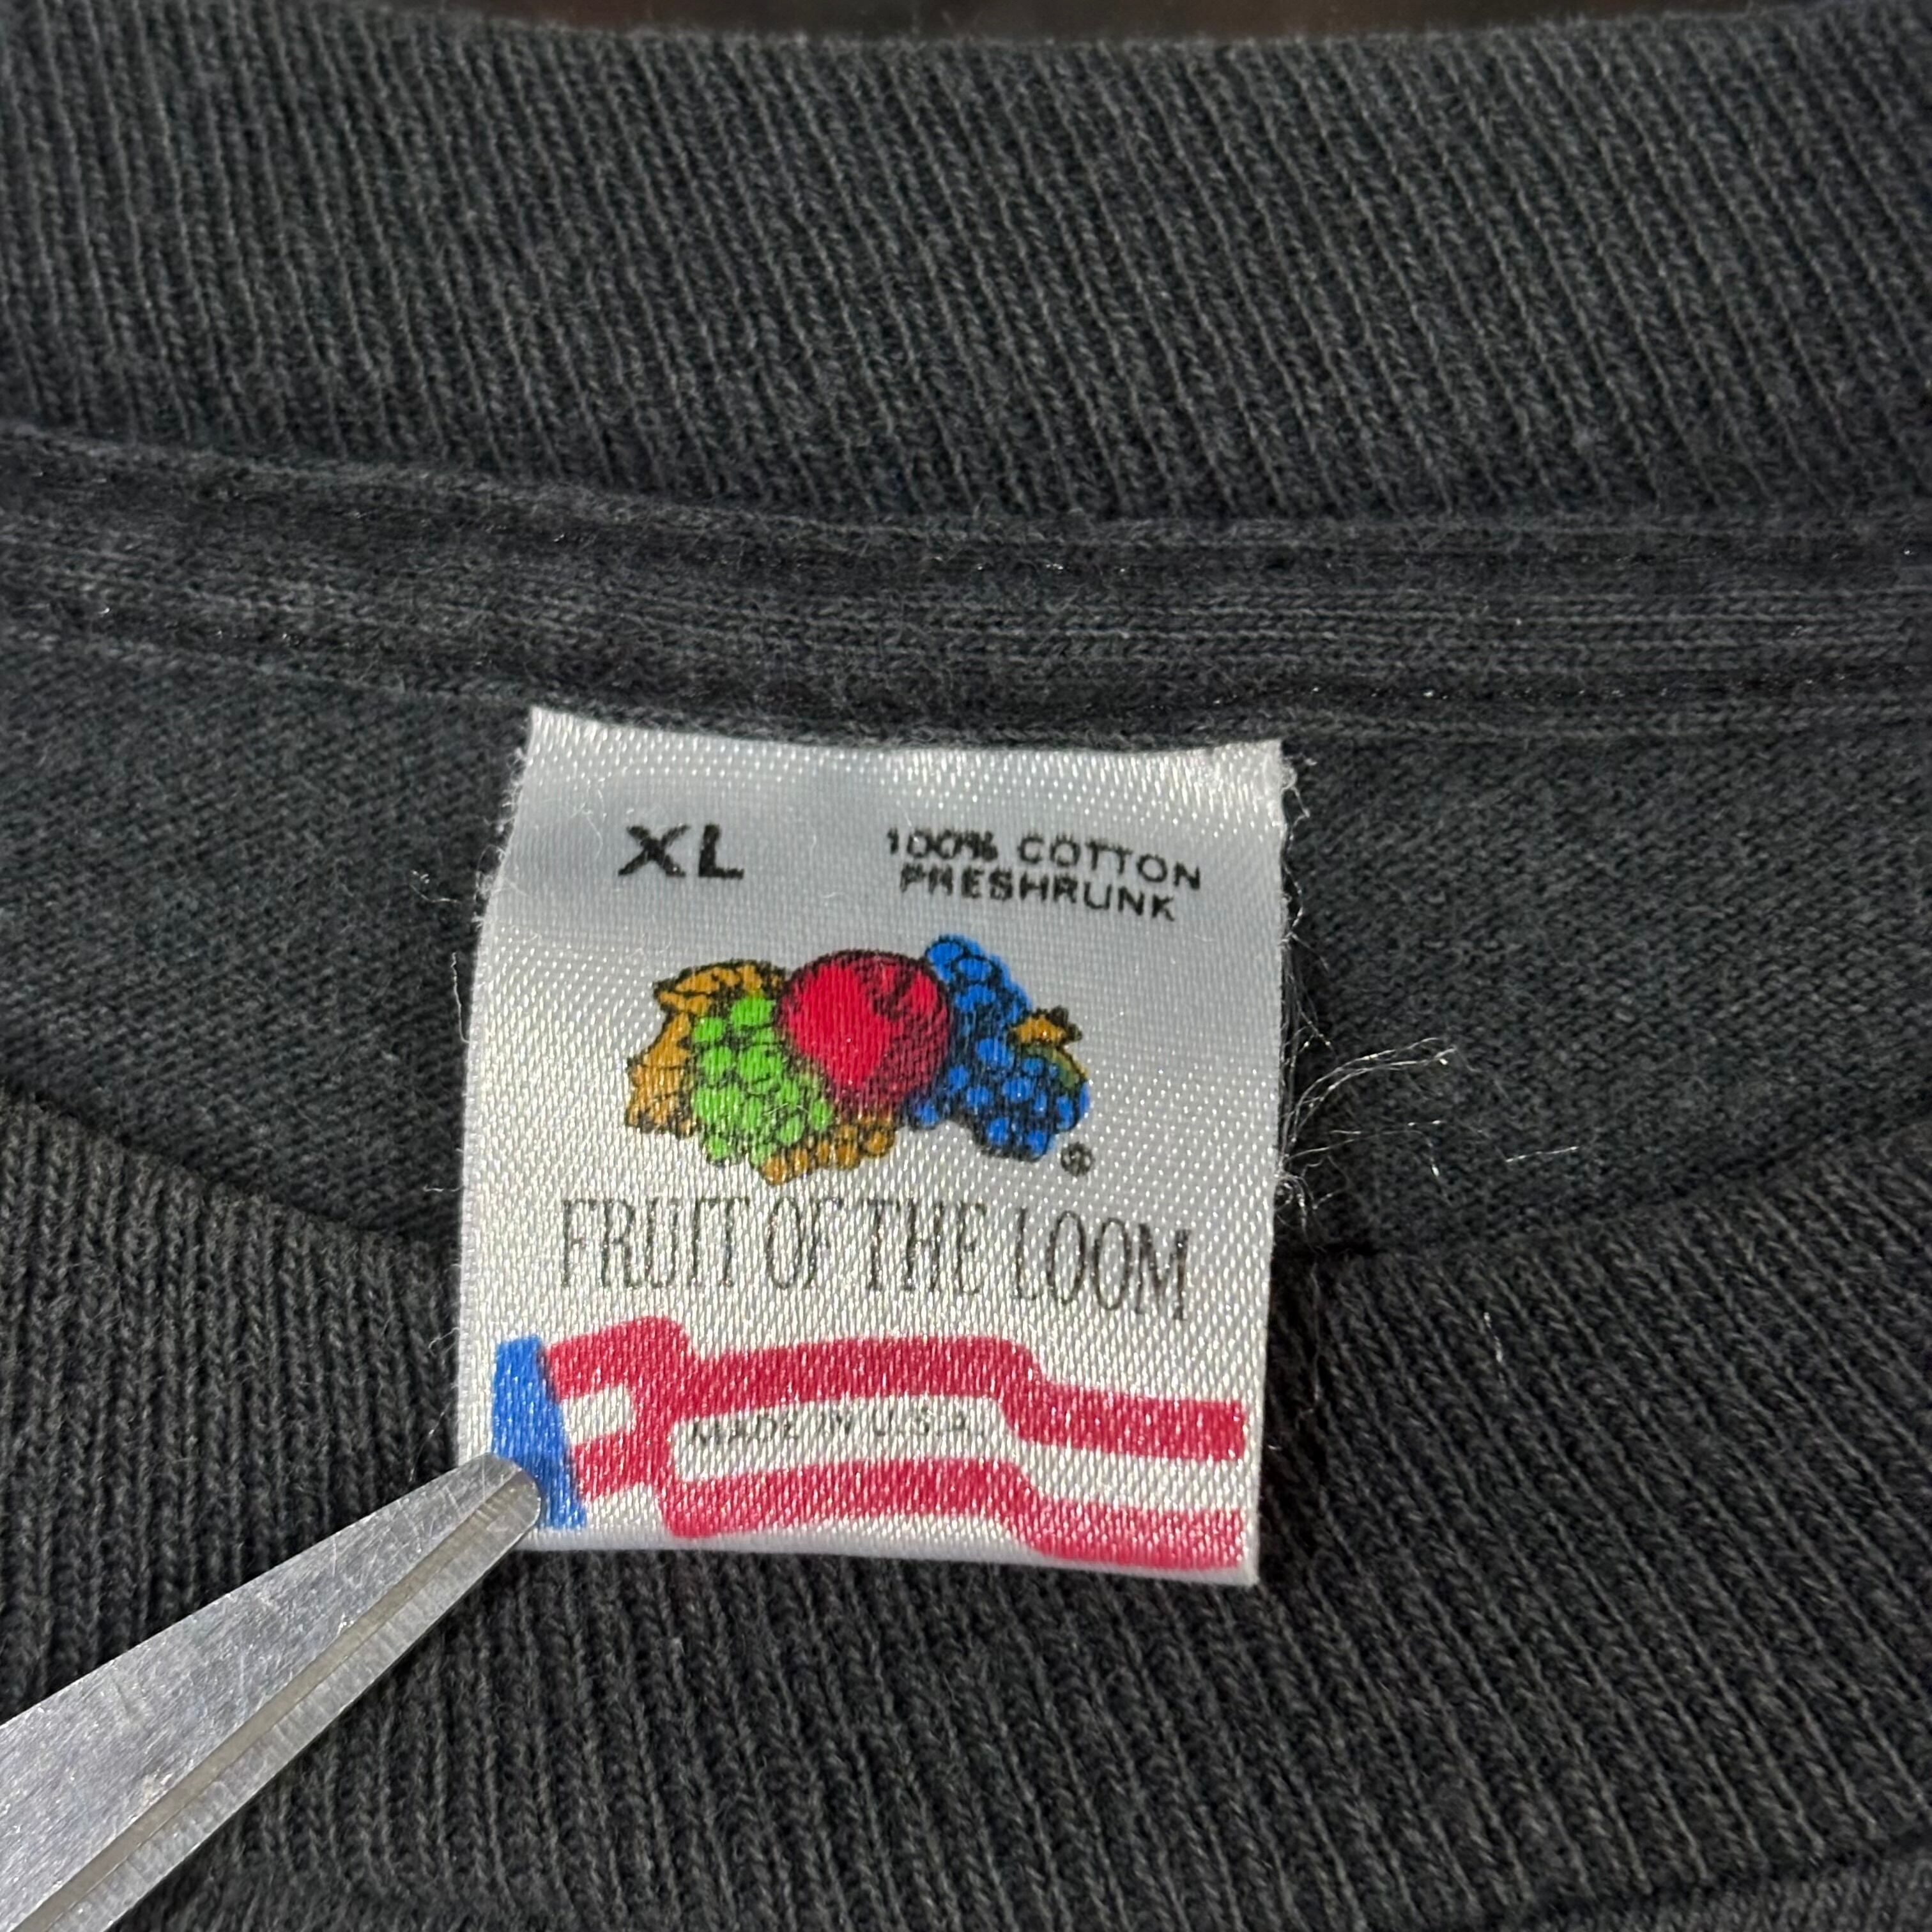 XL
100% COTTON
PRESHRUNK
®
FRUIT OF THE LOOM
MADE IN U.S.A.